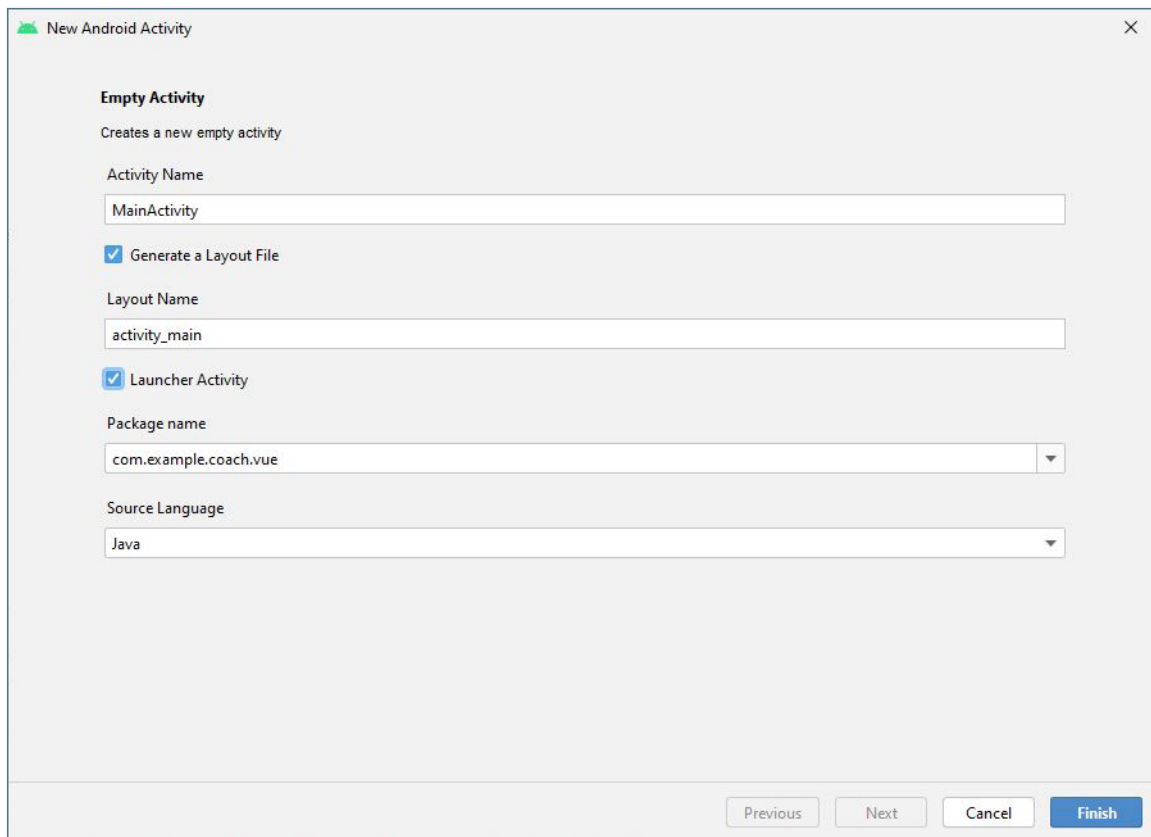 New Android Activity
Empty Activity
Creates a new empty activity
Activity Name
MainActivity
Generate a Layout File
Layout Name
activity_main
Launcher Activity
Package name
com.example.coach.vue
Source Language
Java
Previous Next Cancel Finish